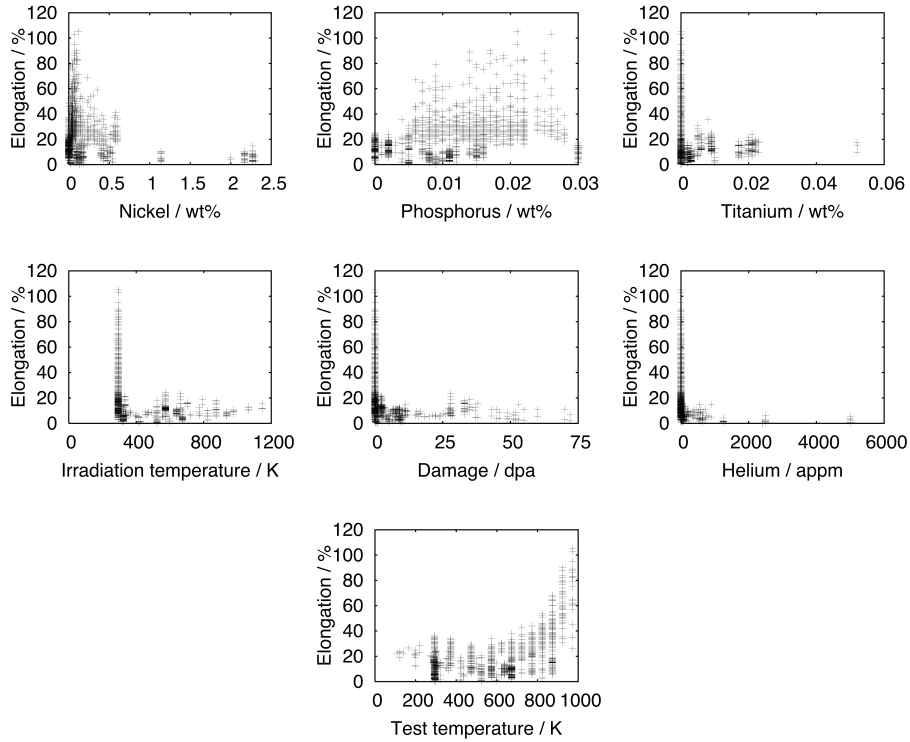 120
100
80
60
40
20
0
Elongation / %
0 0.5 1 1.5 2 2.5
Nickel / wt%
120
100
80
60
40
20
0
Elongation / %
0 0.01 0.02 0.03
Phosphorus / wt%
120
100
80
60
40
20
0
Elongation / %
0 0.02 0.04 0.06
Titanium / wt%
120
100
80
60
40
20
0
Elongation / %
0 400 800 1200
Irradiation temperature / K
120
100
80
60
40
20
0
Elongation / %
0 25 50 75
Damage / dpa
120
100
80
60
40
20
0
Elongation / %
0 2000 4000 6000
Helium / appm
120
100
80
60
40
20
0
Elongation / %
0 200 400 600 800 1000
Test temperature / K